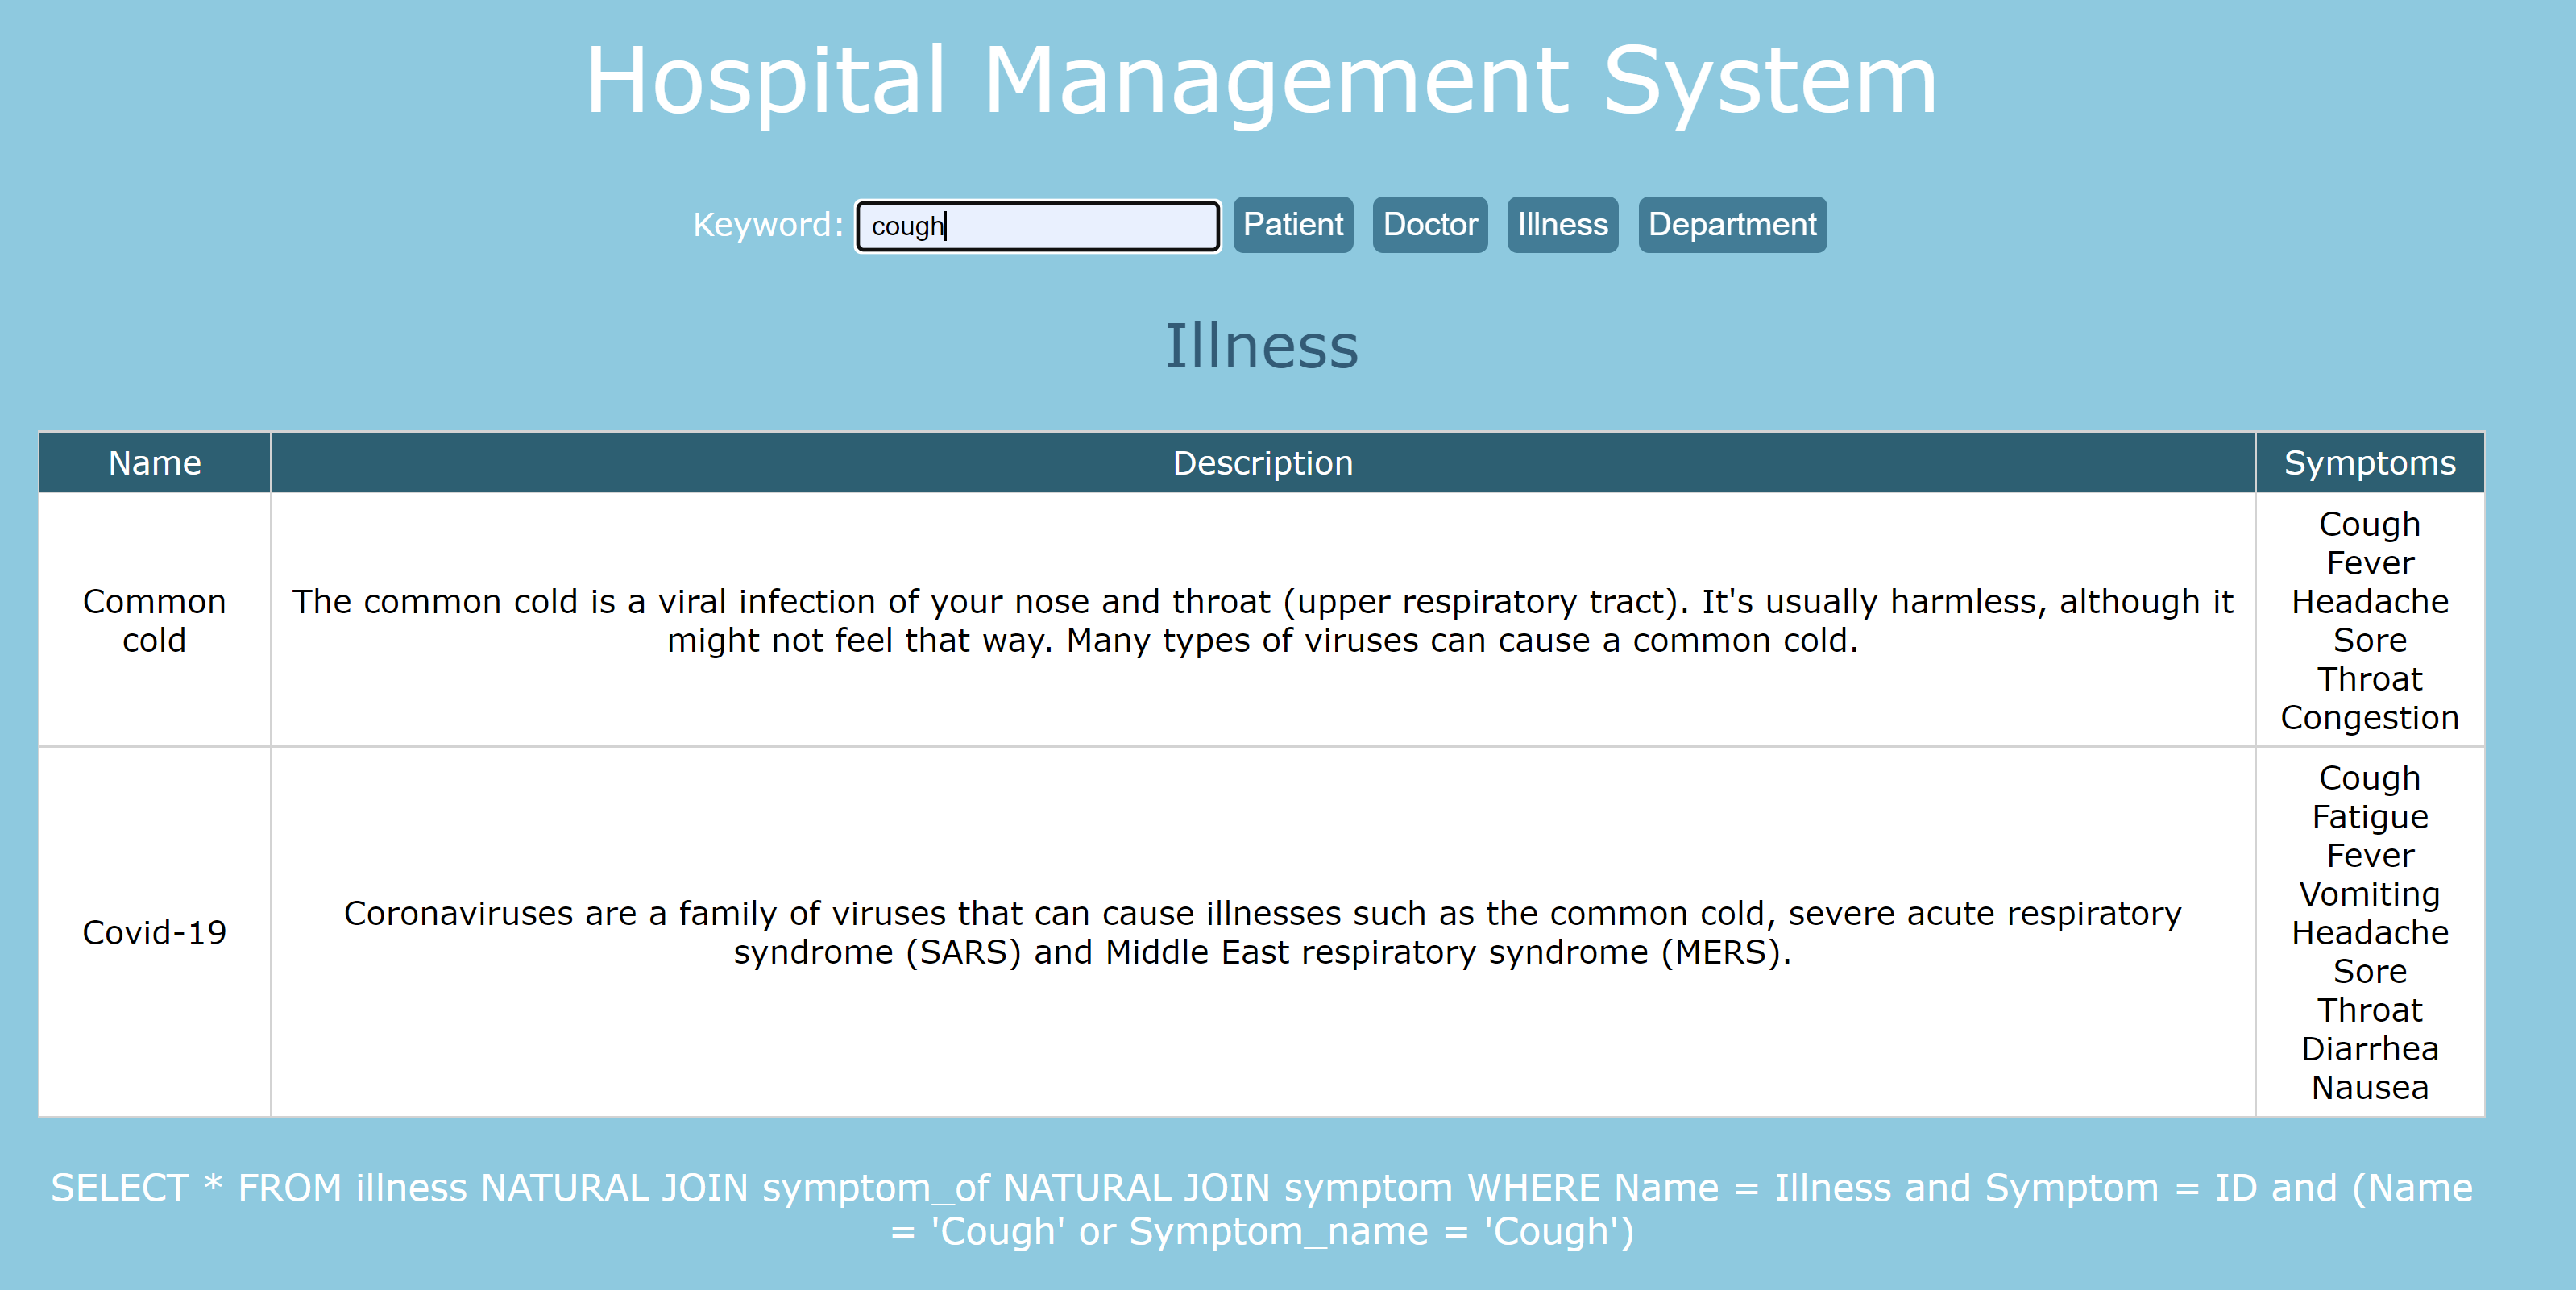 Hospital Management System
Keyword: cough Patient Doctor Illness Department
Illness
Name Description Symptoms
Common
cold
The common cold is a viral infection of your nose and throat (upper respiratory tract). It's usually harmless, although it
might not feel that way. Many types of viruses can cause a common cold.
Cough
Fever
Headache
Sore
Throat
Congestion
Covid-19
Coronaviruses are a family of viruses that can cause illnesses such as the common cold, severe acute respiratory
syndrome (SARS) and Middle East respiratory syndrome (MERS).
Cough
Fatigue
Fever
Vomiting
Headache
Sore
Throat
Diarrhea
Nausea
SELECT * FROM illness NATURAL JOIN symptom_of NATURAL JOIN symptom WHERE Name = Illness and Symptom = ID and (Name
= 'Cough' or Symptom_name = 'Cough')